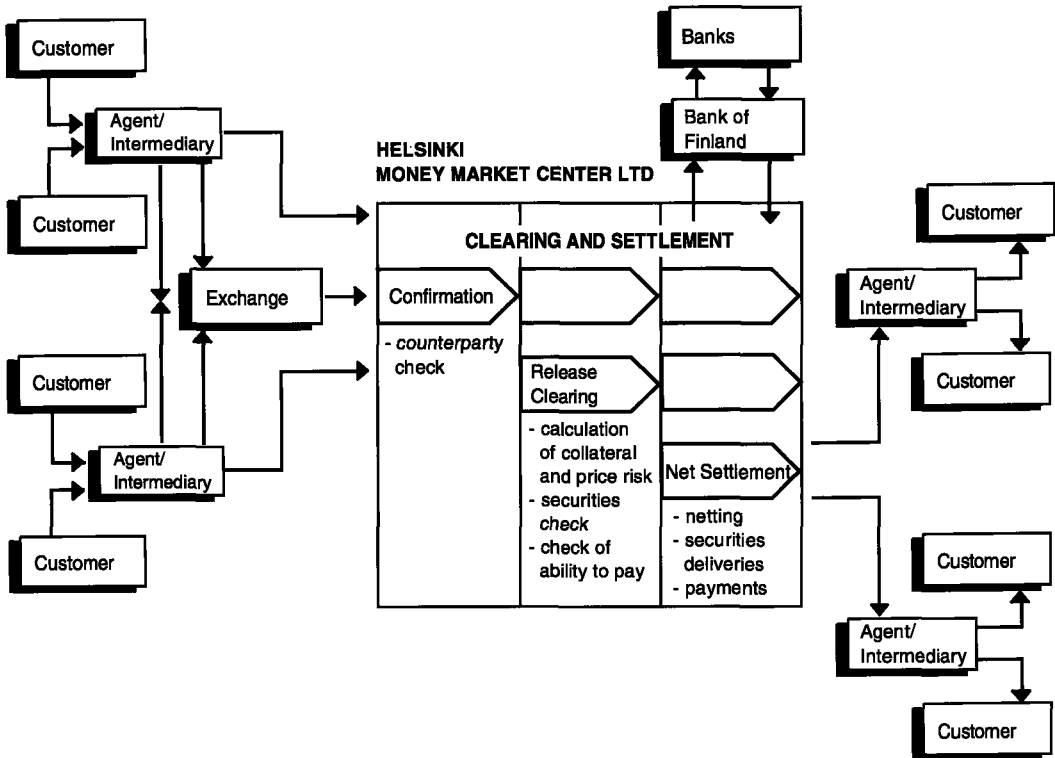 Customer
Agent/
Intermediary
Customer
Exchange
Customer
Agent/
Intermediary
Customer
Banks
Bank of
Finland
HELSINKI
MONEY MARKET CENTER LTD
CLEARING AND SETTLEMENT
Confirmation
- counterparty
check
Release
Clearing
- calculation
of collateral
and price risk
- securities
check
- check of
ability to pay
Net Settlement
- netting
- securities
deliveries
- payments
Customer
Agent/
Intermediary
Customer
Customer
Agent/
Intermediary
Customer